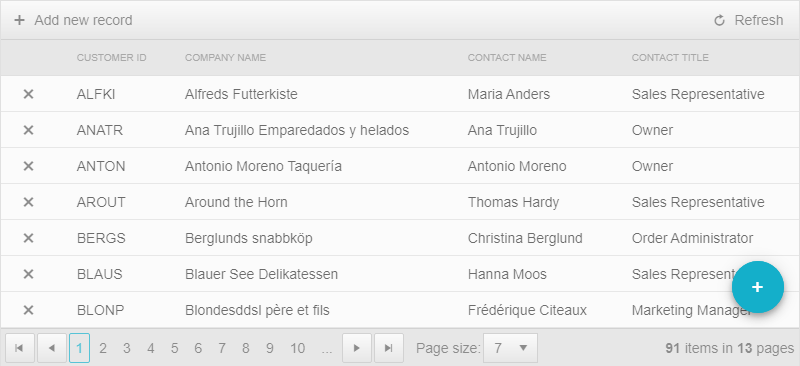 Add new record Refresh
CUSTOMER ID COMPANY NAME CONTACT NAME CONTACT TITLE
ALFKI Alfreds Futterkiste Maria Anders Sales Representative
ANATR Ana Trujillo Emparedados y helados Ana Trujillo Owner
ANTON Antonio Moreno Taquería Antonio Moreno Owner
AROUT Around the Horn Thomas Hardy Sales Representative
BERGS Berglunds snabbköp Christina Berglund Order Administrator
BLAUS Blauer See Delikatessen Hanna Moos Sales
BLONP Blondesddsl père et fils Frédérique Citeaux Marketing Manager
1 2 3 4 5 6 7 8 9 10 ... Page size: 7 91 items in 13 pages